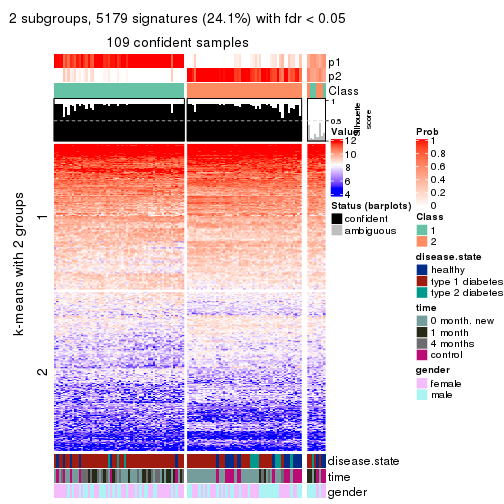 2 subgroups, 5179 signatures (24.1%) with fdr < 0.05
109 confident samples
p1
p2
Class
1
0.5
0
Silhouette
score
k-means with 2 groups
1
2
disease.state
time
gender
Value
12
10
8
6
4
Status (barplots)
confident
ambiguous
Prob
1
0.8
0.6
0.4
0.2
0
Class
1
2
disease.state
healthy
type 1 diabetes
type 2 diabetes
time
0 month. new
1 month
4 months
control
gender
female
male